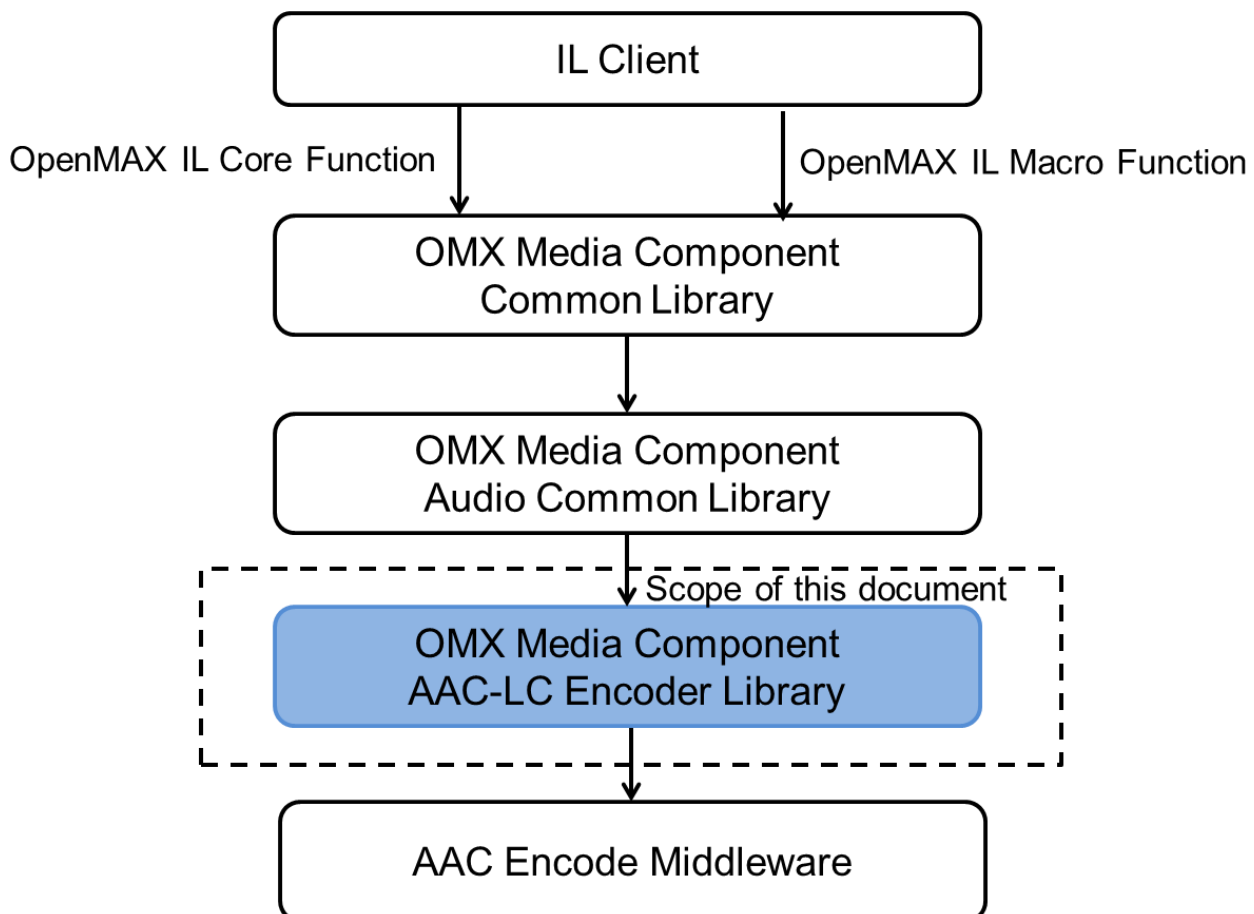 IL Client
OpenMAX IL Core Function
OpenMAX IL Macro Function
OMX Media Component
Common Library
OMX Media Component
Audio Common Library
Scope of this document
OMX Media Component
AAC-LC Encoder Library
AAC Encode Middleware